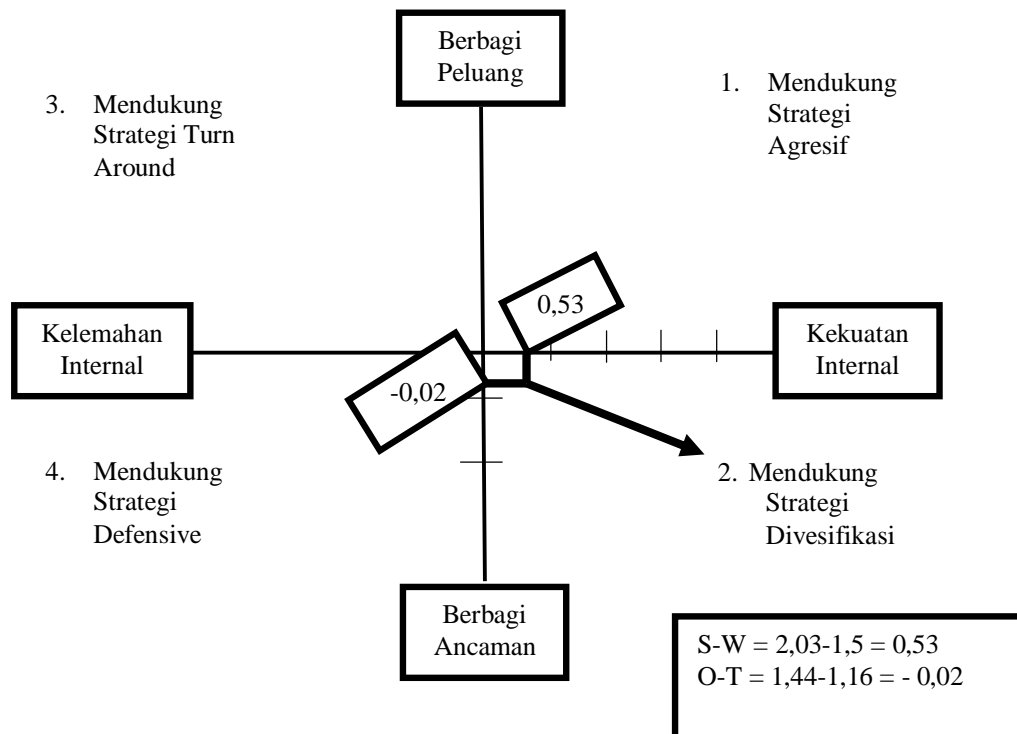 Berbagi
Peluang
3. Mendukung
Strategi Turn
Around
1. Mendukung
Strategi
Agresif
0,53
Kelemahan
Internal
Kekuatan
Internal
-0,02
4. Mendukung
Strategi
Defensive
2. Mendukung
Strategi
Divesifikasi
Berbagi
Ancaman
S-W = 2,03-1,5 = 0,53
O-T = 1,44-1,16 = - 0,02